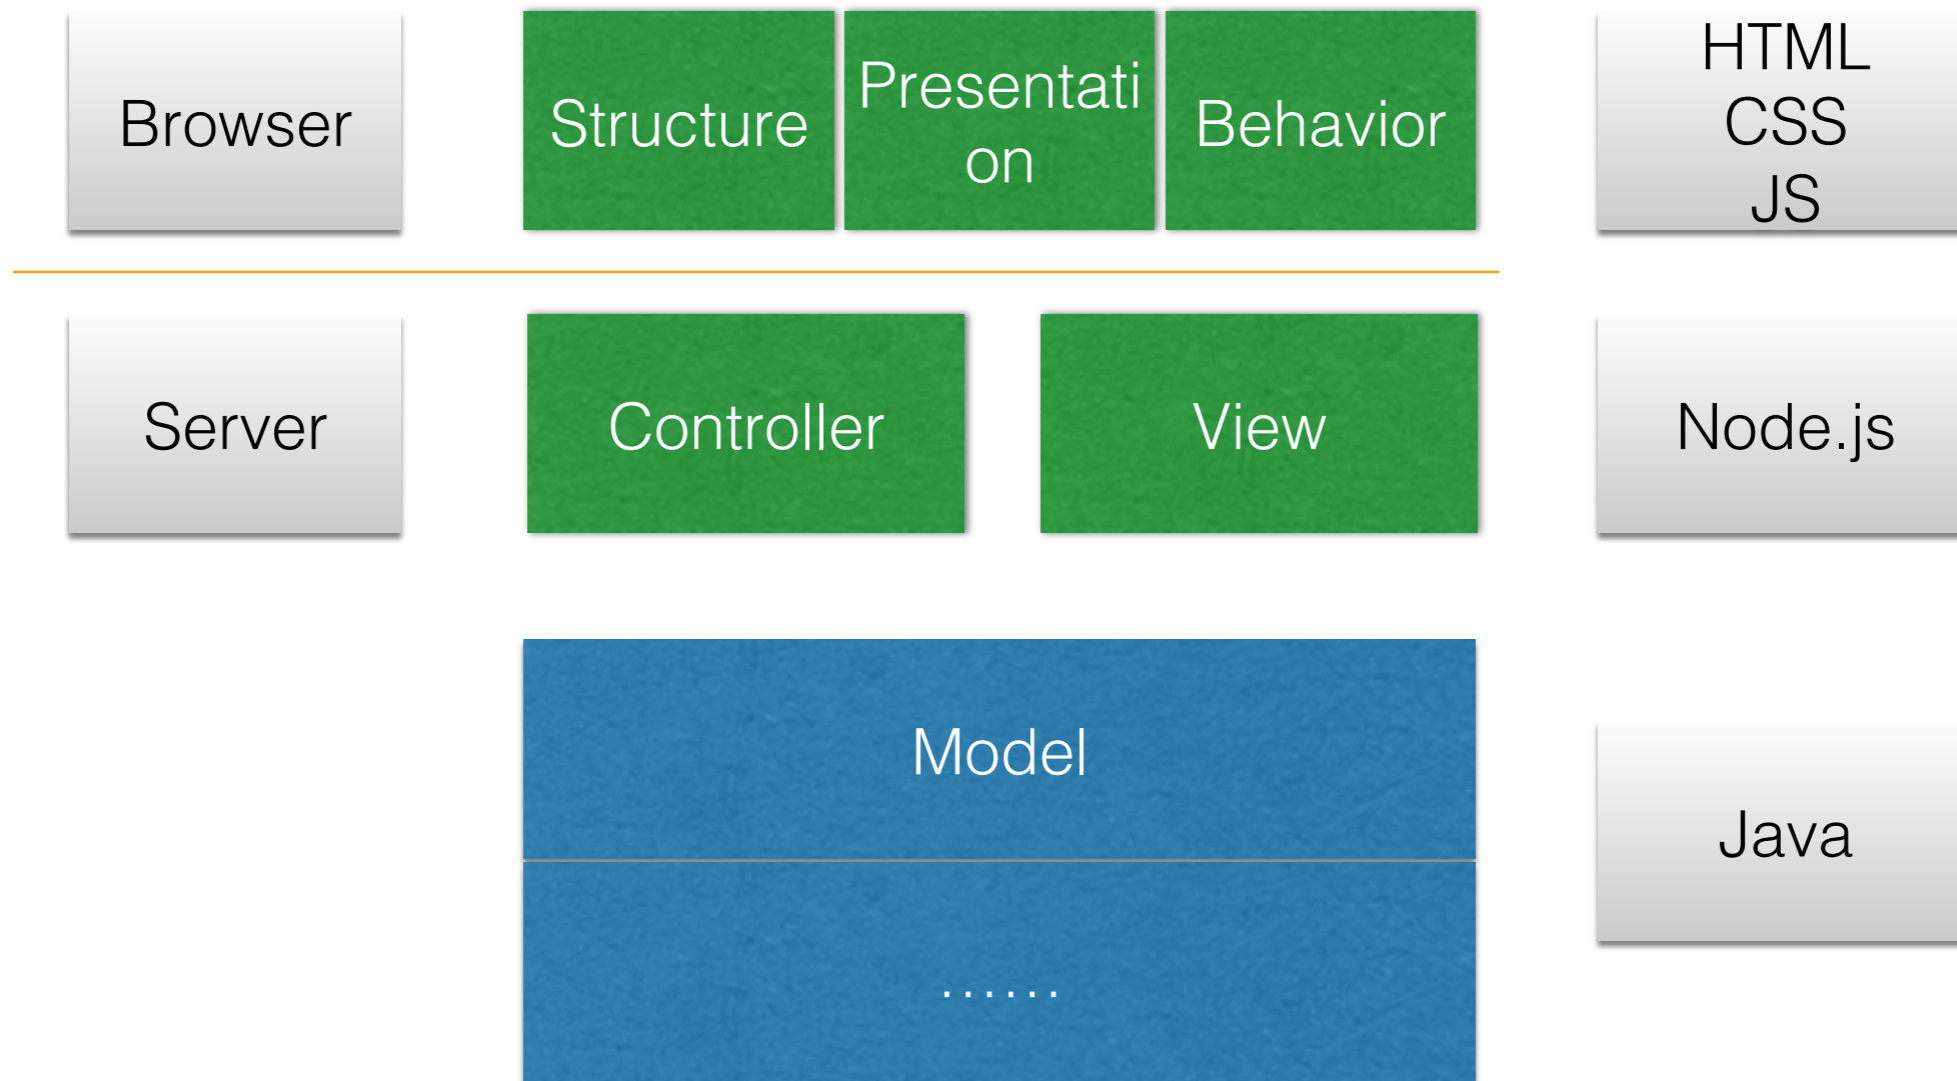 Browser
Structure
Presentati
on
Behavior
HTML
CSS
JS
Server
Controller
View
Node.js
Model
Java
......